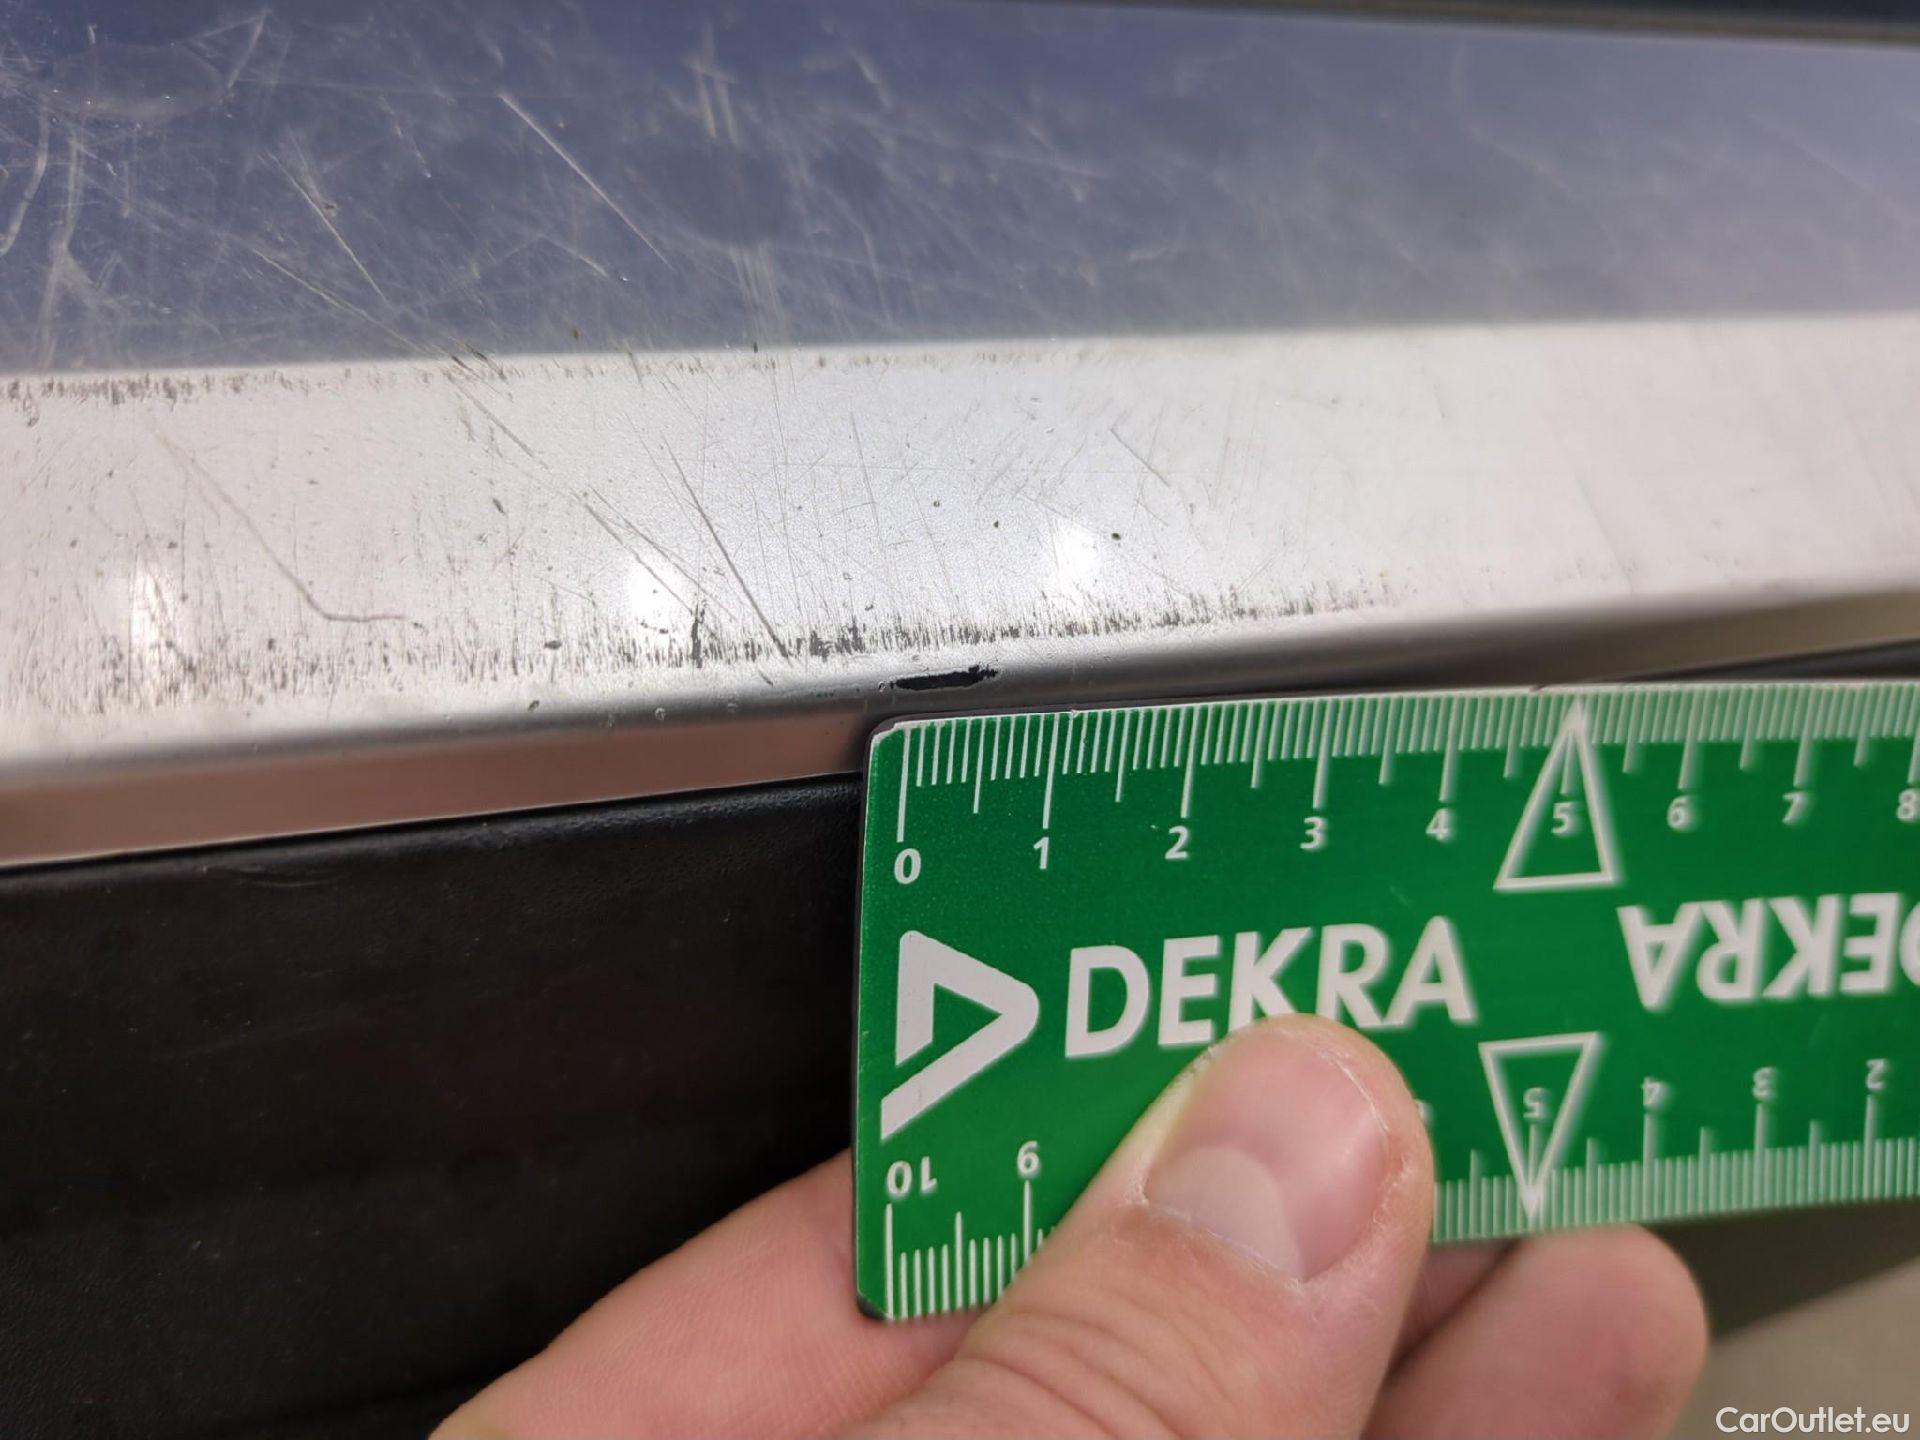 0 1 2 3 4 5 6 7 8
DEKRA DEKRA
10 9 5 4 3 2
CarOutlet.eu